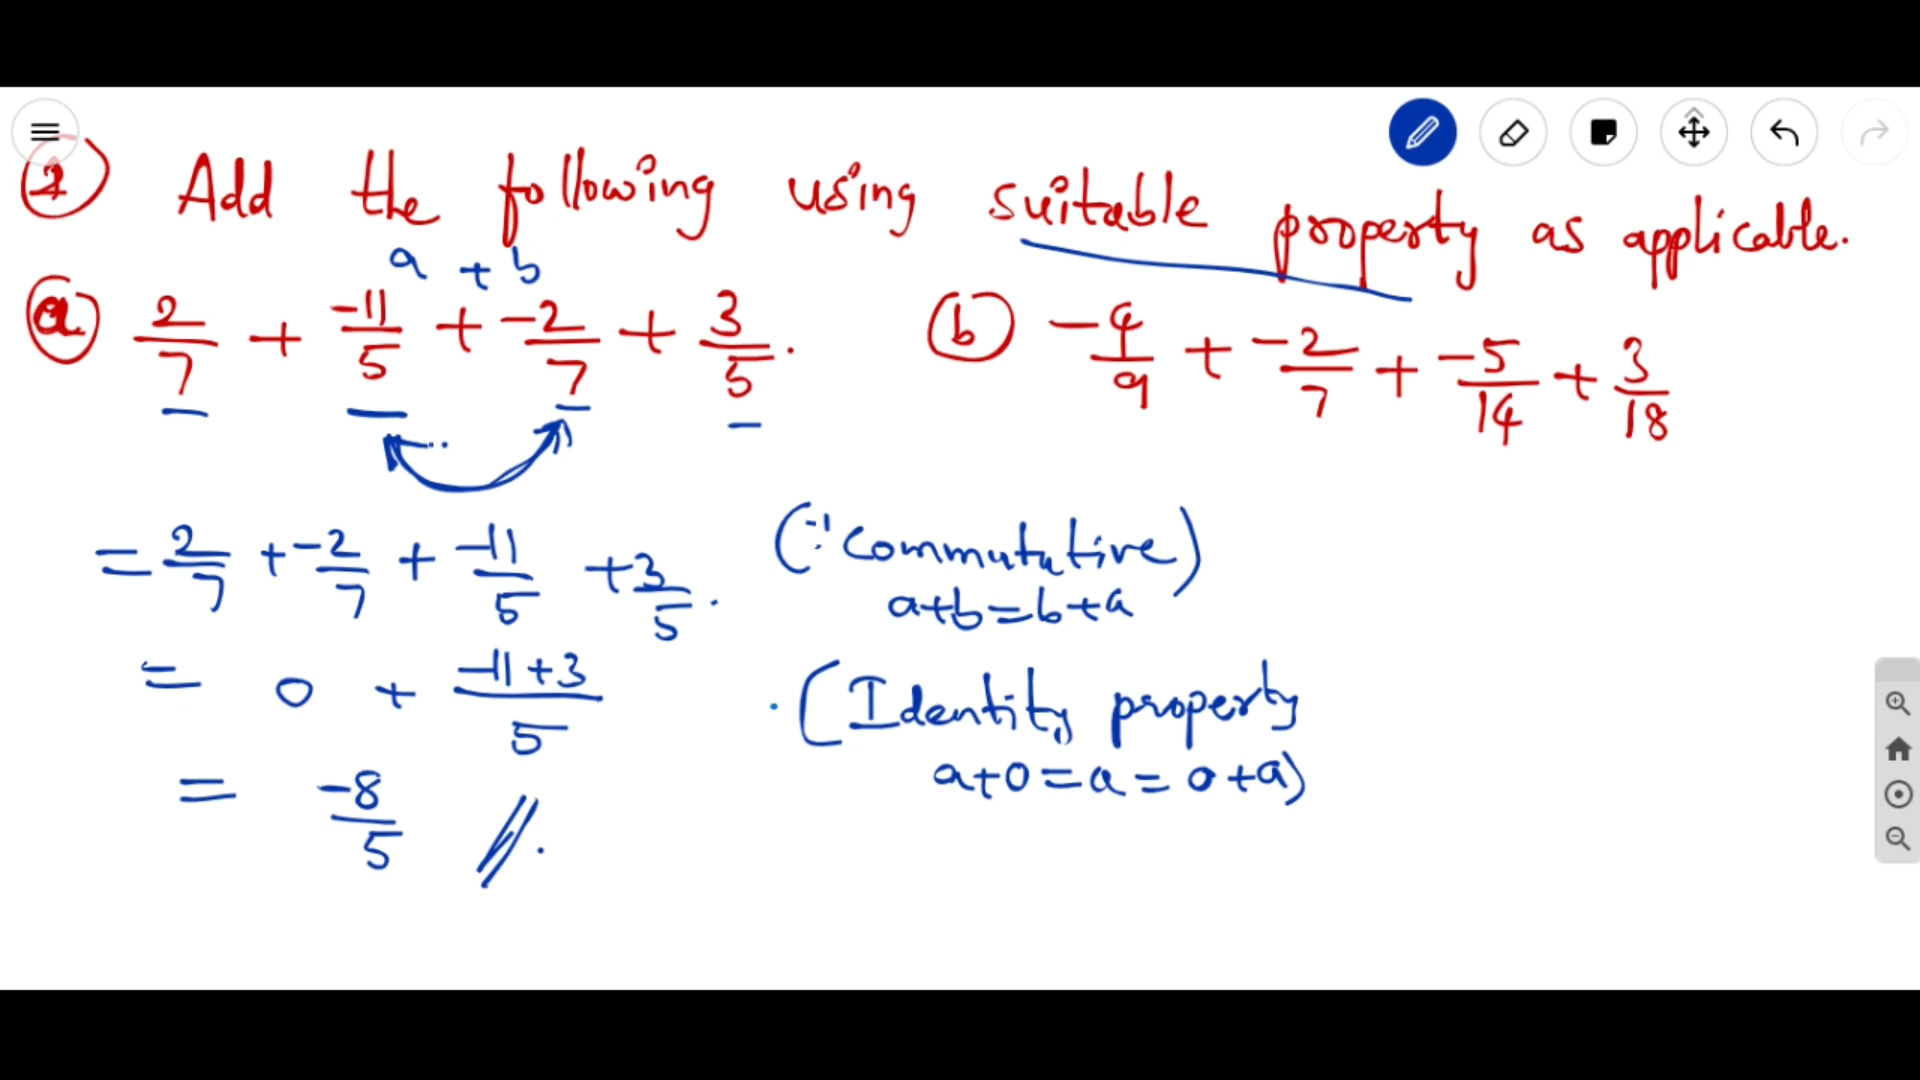 ① Add the following using suitable property as applicable.
a + b
ⓐ 2/7 + -11/5 + -2/7 + 3/5.
ⓑ -4/9 + -2/7 + -5/14 + 3/18
= 2/7 + -2/7 + -11/5 + 3/5. (∵ commutative)
a+b=b+a
= 0 + -11+3/5 (Identity property
a+0=a=0+a)
= -8/5 //.